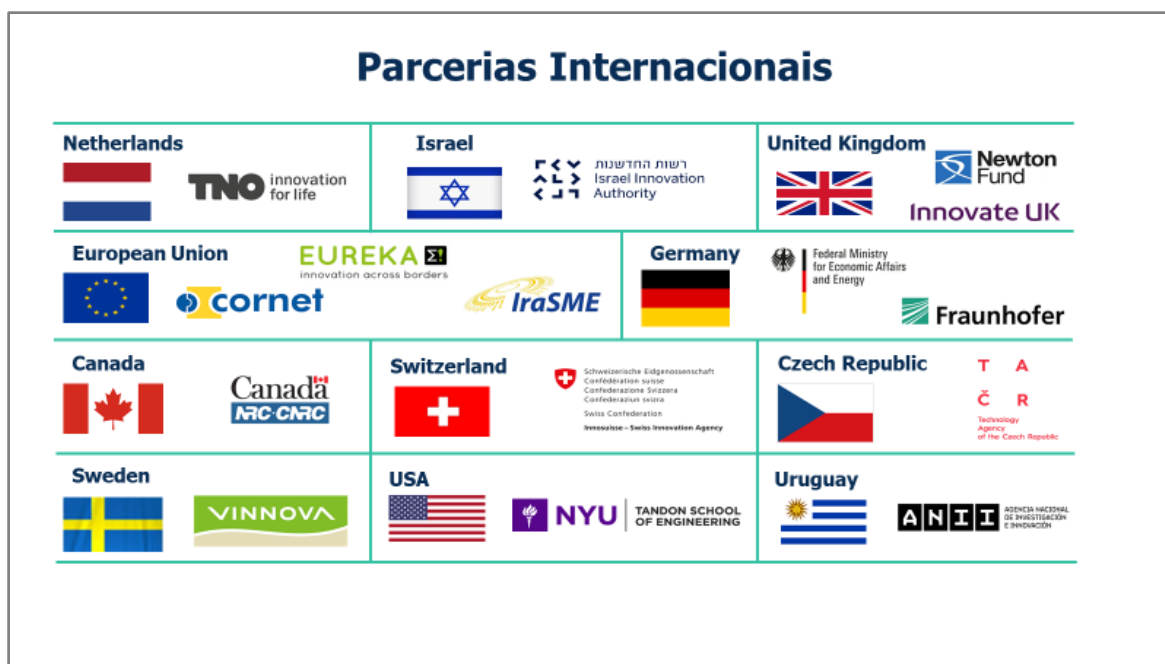 Parcerias Internacionais
Netherlands
TNO innovation
for life
Israel
רשות החדשנות
Israel Innovation
Authority
United Kingdom
Newton
Fund
Innovate UK
European Union
EUREKA Σ!
innovation across borders
cornet
IraSME
Germany
Federal Ministry
for Economic Affairs
and Energy
Fraunhofer
Canada
Canada
NRC·CNRC
Switzerland
Schweizerische Eidgenossenschaft
Confédération suisse
Confederazione Svizzera
Confederaziun svizra
Swiss Confederation
Innosuisse – Swiss Innovation Agency
Czech Republic
T A
Č R
Technology
Agency
of the Czech Republic
Sweden
VINNOVA
USA
NYU
TANDON SCHOOL
OF ENGINEERING
Uruguay
ANII
AGENCIA NACIONAL
DE INVESTIGACIÓN
E INNOVACIÓN